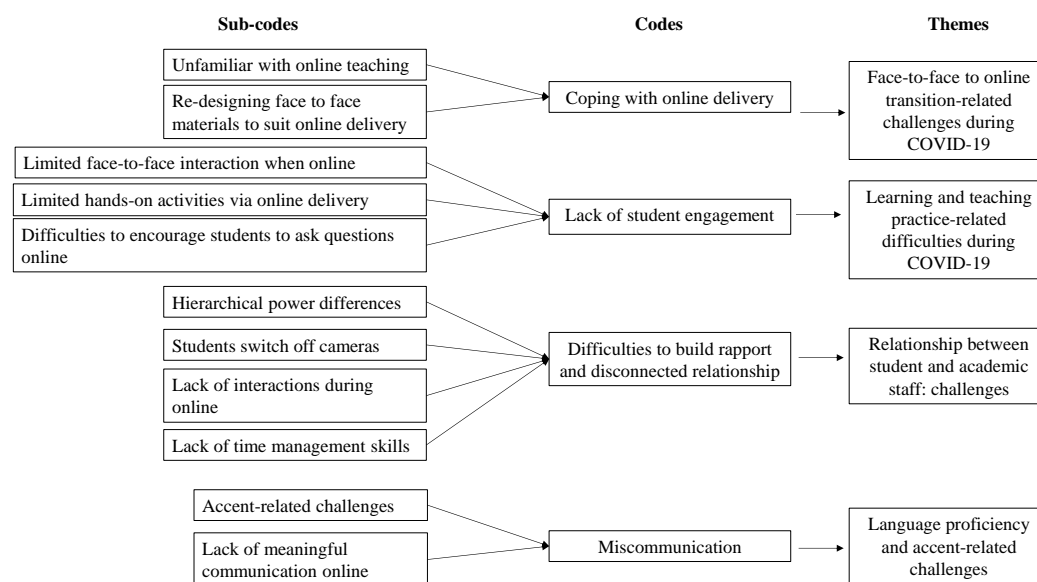 Sub-codes
Codes
Themes
Unfamiliar with online teaching
Re-designing face to face
materials to suit online delivery
Coping with online delivery
Face-to-face to online
transition-related
challenges during
COVID-19
Limited face-to-face interaction when online
Limited hands-on activities via online delivery
Difficulties to encourage students to ask questions
online
Lack of student engagement
Learning and teaching
practice-related
difficulties during
COVID-19
Hierarchical power differences
Students switch off cameras
Lack of interactions during
online
Lack of time management skills
Difficulties to build rapport
and disconnected relationship
Relationship between
student and academic
staff: challenges
Accent-related challenges
Lack of meaningful
communication online
Miscommunication
Language proficiency
and accent-related
challenges